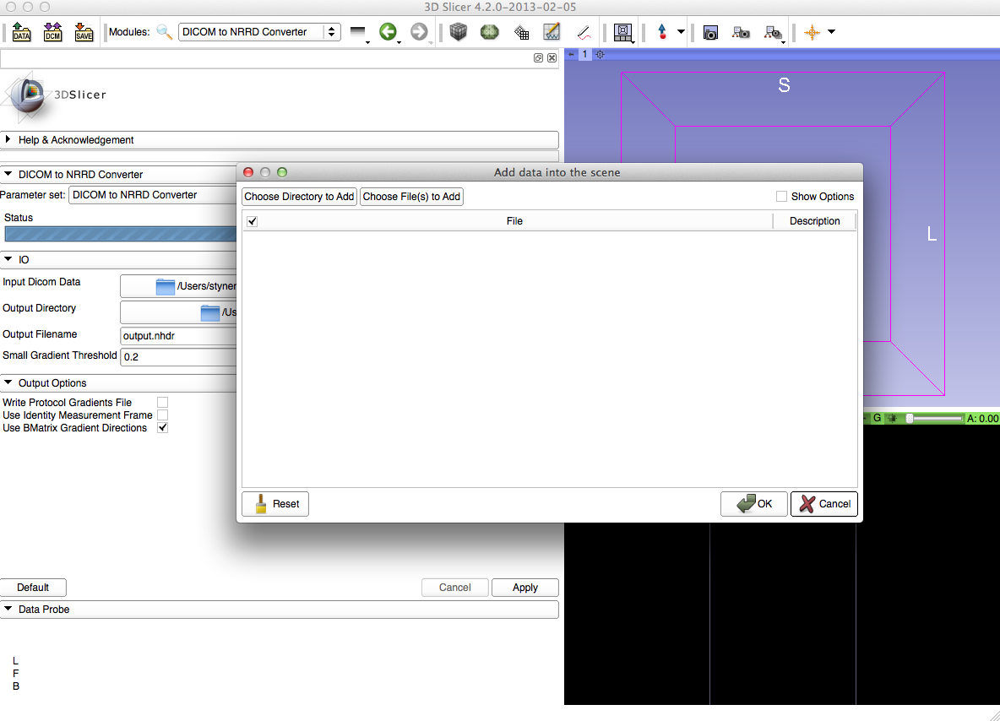 3D Slicer 4.2.0-2013-02-05
DATA DCM SAVE Modules: DICOM to NRRD Converter
1
S
3DSlicer
Help & Acknowledgement
DICOM to NRRD Converter
Parameter set: DICOM to NRRD Converter
Status
IO
Input Dicom Data /Users/styner
Output Directory /Us
Output Filename output.nhdr
Small Gradient Threshold 0.2
Output Options
Write Protocol Gradients File
Use Identity Measurement Frame
Use BMatrix Gradient Directions
Default Cancel Apply
Data Probe
L
F
B
Add data into the scene
Choose Directory to Add Choose File(s) to Add Show Options
File Description
Reset OK Cancel
L
G A: 0.00